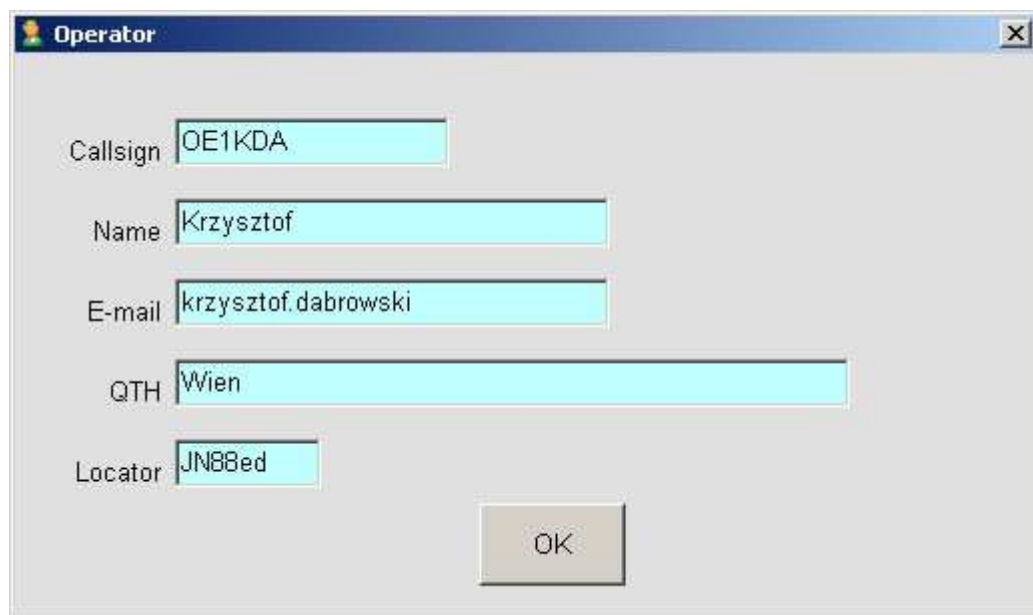 Operator
Callsign OE1KDA
Name Krzysztof
E-mail krzysztof.dabrowski
QTH Wien
Locator JN88ed
OK